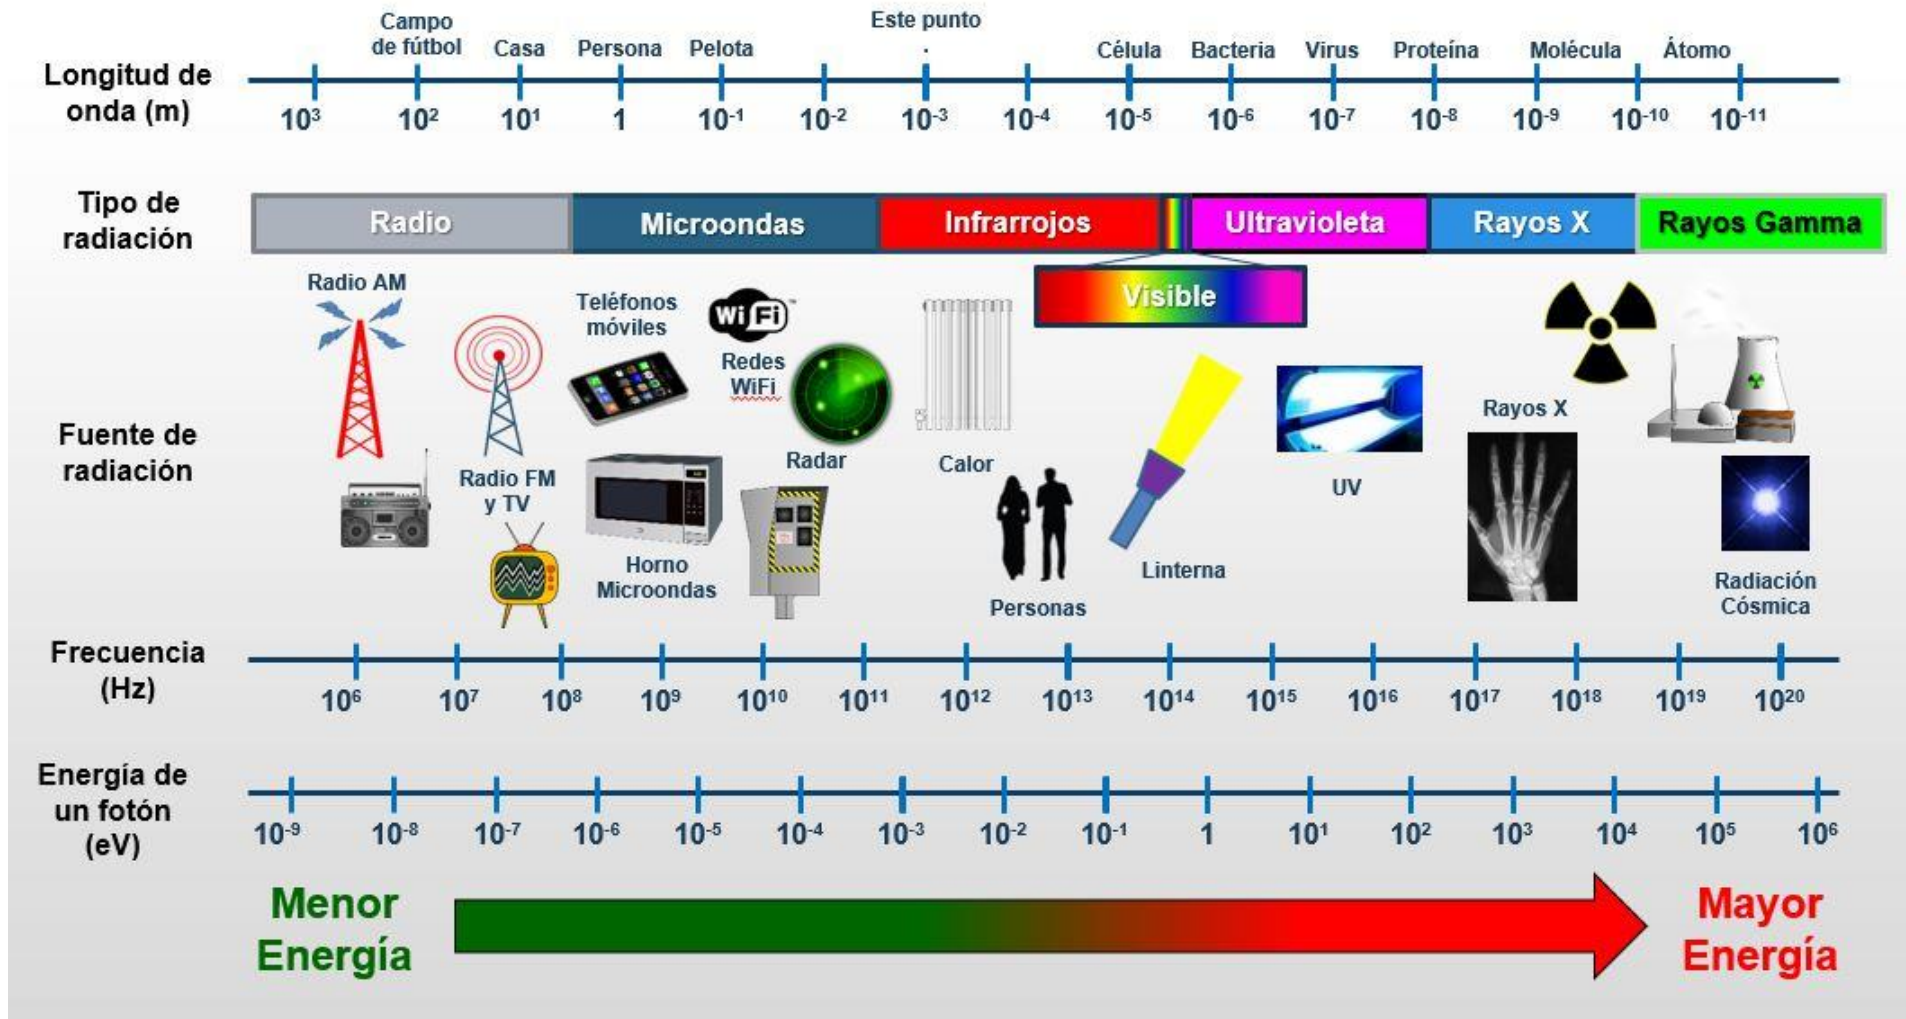 Campo
de fútbol
Casa
Persona
Pelota
Este punto
.
Célula
Bacteria
Virus
Proteína
Molécula
Átomo
Longitud de
onda (m)
10³ 10² 10¹ 1 10⁻¹ 10⁻² 10⁻³ 10⁻⁴ 10⁻⁵ 10⁻⁶ 10⁻⁷ 10⁻⁸ 10⁻⁹ 10⁻¹⁰ 10⁻¹¹
Tipo de
radiación
Radio
Microondas
Infrarrojos
Visible
Ultravioleta
Rayos X
Rayos Gamma
Fuente de
radiación
Radio AM
Radio FM
y TV
Teléfonos
móviles
Wi Fi™
Redes
WiFi
Radar
Horno
Microondas
Calor
Personas
Linterna
UV
Rayos X
Radiación
Cósmica
Frecuencia
(Hz)
10⁶ 10⁷ 10⁸ 10⁹ 10¹⁰ 10¹¹ 10¹² 10¹³ 10¹⁴ 10¹⁵ 10¹⁶ 10¹⁷ 10¹⁸ 10¹⁹ 10²⁰
Energía de
un fotón
(eV)
10⁻⁹ 10⁻⁸ 10⁻⁷ 10⁻⁶ 10⁻⁵ 10⁻⁴ 10⁻³ 10⁻² 10⁻¹ 1 10¹ 10² 10³ 10⁴ 10⁵ 10⁶
Menor
Energía
Mayor
Energía